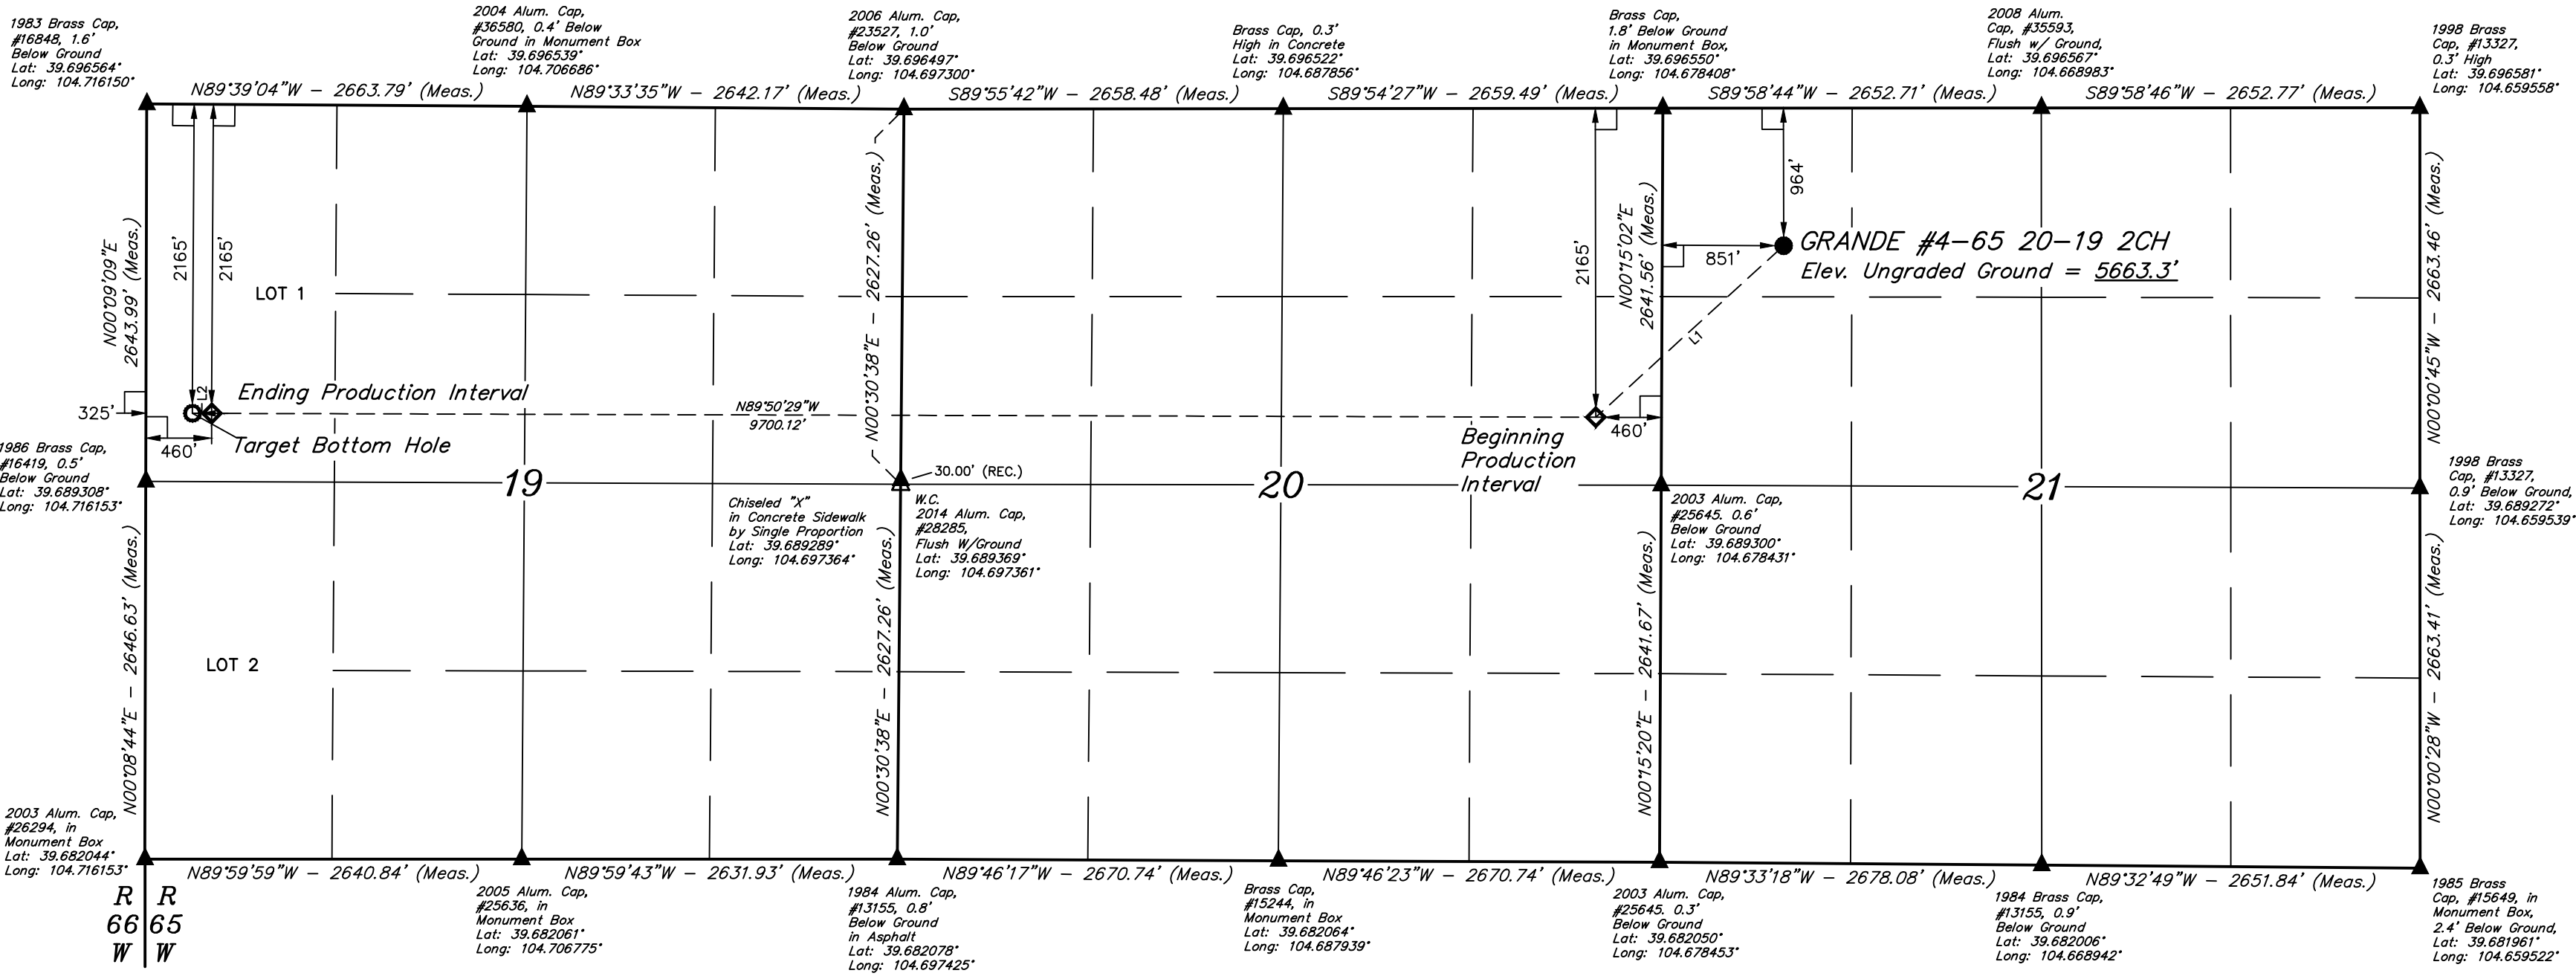 1983 Brass Cap,
#16848, 1.6'
Below Ground
Lat: 39.696564°
Long: 104.716150°
2004 Alum. Cap,
#36580, 0.4' Below
Ground in Monument Box
Lat: 39.696539°
Long: 104.706686°
2006 Alum. Cap,
#23527, 1.0'
Below Ground
Lat: 39.696497°
Long: 104.697300°
Brass Cap, 0.3'
High in Concrete
Lat: 39.696522°
Long: 104.687856°
Brass Cap,
1.8' Below Ground
in Monument Box,
Lat: 39.696550°
Long: 104.678408°
2008 Alum.
Cap, #35593,
Flush w/ Ground,
Lat: 39.696567°
Long: 104.668983°
1998 Brass
Cap, #13327,
0.3' High
Lat: 39.696581°
Long: 104.659558°
N89°39'04"W - 2663.79' (Meas.)
N89°33'35"W - 2642.17' (Meas.)
S89°55'42"W - 2658.48' (Meas.)
S89°54'27"W - 2659.49' (Meas.)
S89°58'44"W - 2652.71' (Meas.)
S89°58'46"W - 2652.77' (Meas.)
N00°09'09"E
2643.99' (Meas.)
2165'
2165'
LOT 1
N00°30'38"E - 2627.26' (Meas.)
2165'
N00°15'02"E
2641.56' (Meas.)
964'
851'
GRANDE #4-65 20-19 2CH
Elev. Ungraded Ground = 5663.3'
L1
N00°00'45"W - 2663.46' (Meas.)
325'
L2
Ending Production Interval
Target Bottom Hole
460'
N89°50'29"W
9700.12'
Beginning
Production
Interval
460'
1986 Brass Cap,
#16419, 0.5'
Below Ground
Lat: 39.689308°
Long: 104.716153°
19
30.00' (REC.)
20
21
Chiseled "X"
in Concrete Sidewalk
by Single Proportion
Lat: 39.689289°
Long: 104.697364°
W.C.
2014 Alum. Cap,
#28285,
Flush W/Ground
Lat: 39.689369°
Long: 104.697361°
2003 Alum. Cap,
#25645. 0.6'
Below Ground
Lat: 39.689300°
Long: 104.678431°
1998 Brass
Cap, #13327,
0.9' Below Ground,
Lat: 39.689272°
Long: 104.659539°
N00°08'44"E - 2646.63' (Meas.)
LOT 2
N00°30'38"E - 2627.26' (Meas.)
N00°15'20"E - 2641.67' (Meas.)
N00°00'28"W - 2663.41' (Meas.)
2003 Alum. Cap,
#26294, in
Monument Box
Lat: 39.682044°
Long: 104.716153°
N89°59'59"W - 2640.84' (Meas.)
N89°59'43"W - 2631.93' (Meas.)
N89°46'17"W - 2670.74' (Meas.)
N89°46'23"W - 2670.74' (Meas.)
N89°33'18"W - 2678.08' (Meas.)
N89°32'49"W - 2651.84' (Meas.)
R R
66 65
W W
2005 Alum. Cap,
#25636, in
Monument Box
Lat: 39.682061°
Long: 104.706775°
1984 Alum. Cap,
#13155, 0.8'
Below Ground
in Asphalt
Lat: 39.682078°
Long: 104.697425°
Brass Cap,
#15244, in
Monument Box
Lat: 39.682064°
Long: 104.687939°
2003 Alum. Cap,
#25645. 0.3'
Below Ground
Lat: 39.682050°
Long: 104.678453°
1984 Brass Cap,
#13155, 0.9'
Below Ground
Lat: 39.682006°
Long: 104.668942°
1985 Brass
Cap, #15649, in
Monument Box,
2.4' Below Ground,
Lat: 39.681961°
Long: 104.659522°